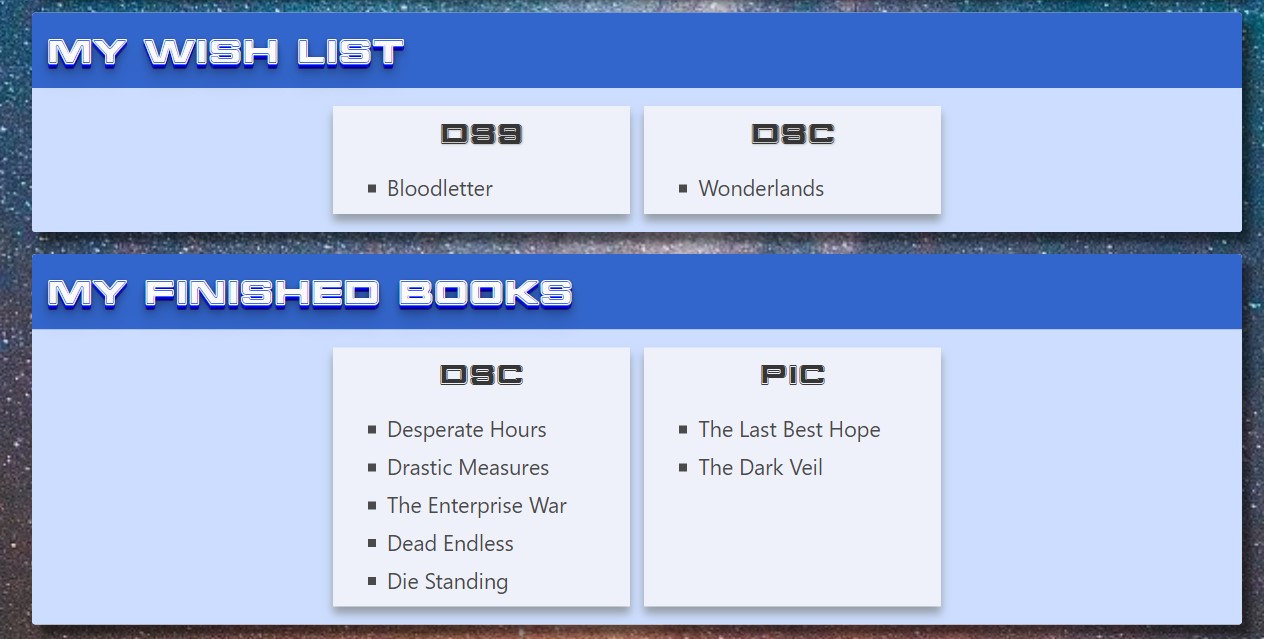 MY WISH LIST
DS9
Bloodletter
DSC
Wonderlands
MY FINISHED BOOKS
DSC
Desperate Hours
Drastic Measures
The Enterprise War
Dead Endless
Die Standing
PIC
The Last Best Hope
The Dark Veil